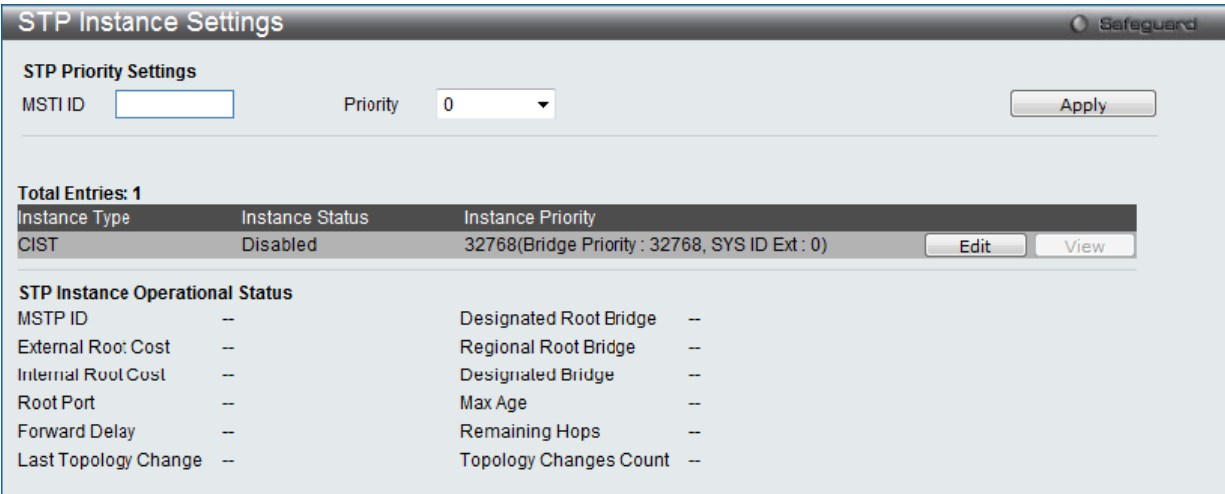 STP Instance Settings
Safeguard
STP Priority Settings
MSTI ID Priority 0 Apply
Total Entries: 1
Instance Type Instance Status Instance Priority
CIST Disabled 32768(Bridge Priority : 32768, SYS ID Ext : 0) Edit View
STP Instance Operational Status
MSTP ID -- Designated Root Bridge --
External Root Cost -- Regional Root Bridge --
Internal Root Cost -- Designated Bridge --
Root Port -- Max Age --
Forward Delay -- Remaining Hops --
Last Topology Change -- Topology Changes Count --